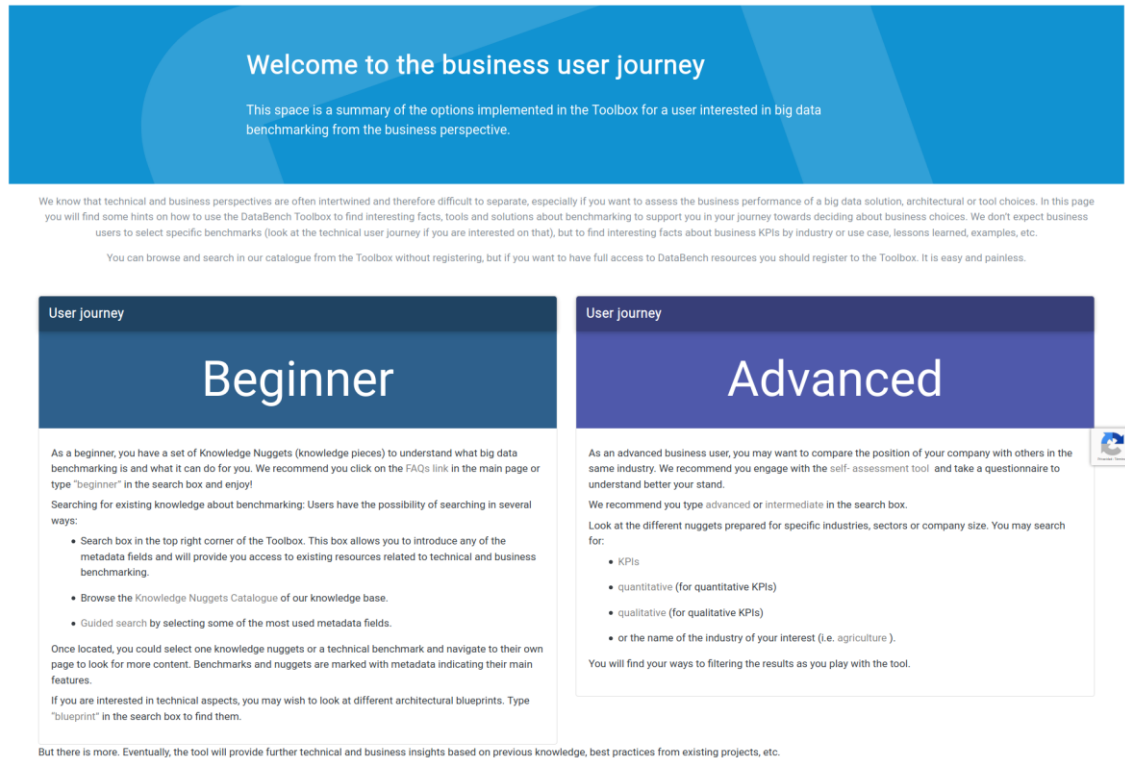 Welcome to the business user journey
This space is a summary of the options implemented in the Toolbox for a user interested in big data
benchmarking from the business perspective.
We know that technical and business perspectives are often intertwined and therefore difficult to separate, especially if you want to assess the business performance of a big data solution, architectural or tool choices. In this page
you will find some hints on how to use the DataBench Toolbox to find interesting facts, tools and solutions about benchmarking to support you in your journey towards deciding about business choices. We don't expect business
users to select specific benchmarks (look at the technical user journey if you are interested on that), but to find interesting facts about business KPIs by industry or use case, lessons learned, examples, etc.
You can browse and search in our catalogue from the Toolbox without registering, but if you want to have full access to DataBench resources you should register to the Toolbox. It is easy and painless.
User journey
Beginner
As a beginner, you have a set of Knowledge Nuggets (knowledge pieces) to understand what big data
benchmarking is and what it can do for you. We recommend you click on the FAQs link in the main page or
type "beginner" in the search box and enjoy!
Searching for existing knowledge about benchmarking: Users have the possibility of searching in several
ways:
• Search box in the top right corner of the Toolbox. This box allows you to introduce any of the
metadata fields and will provide you access to existing resources related to technical and business
benchmarking.
• Browse the Knowledge Nuggets Catalogue of our knowledge base.
• Guided search by selecting some of the most used metadata fields.
Once located, you could select one knowledge nuggets or a technical benchmark and navigate to their own
page to look for more content. Benchmarks and nuggets are marked with metadata indicating their main
features.
If you are interested in technical aspects, you may wish to look at different architectural blueprints. Type
"blueprint" in the search box to find them.
User journey
Advanced
As an advanced business user, you may want to compare the position of your company with others in the
same industry. We recommend you engage with the self- assessment tool and take a questionnaire to
understand better your stand.
We recommend you type advanced or intermediate in the search box.
Look at the different nuggets prepared for specific industries, sectors or company size. You may search
for:
• KPIs
• quantitative (for quantitative KPIs)
• qualitative (for qualitative KPIs)
• or the name of the industry of your interest (i.e. agriculture ).
You will find your ways to filtering the results as you play with the tool.
But there is more. Eventually, the tool will provide further technical and business insights based on previous knowledge, best practices from existing projects, etc.